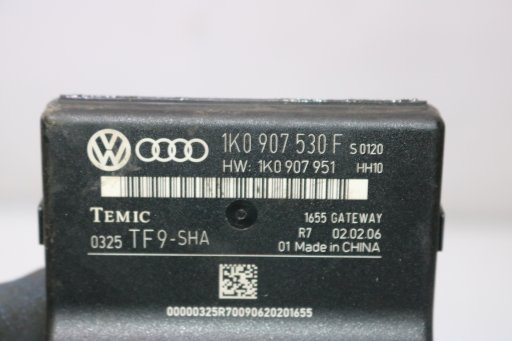 1K0 907 530 F S 0120
HW: 1K0 907 951 HH10
TEMIC 1655 GATEWAY
R7 02.02.06
0325 TF9-SHA 01 Made in CHINA
00000325R70090620201655